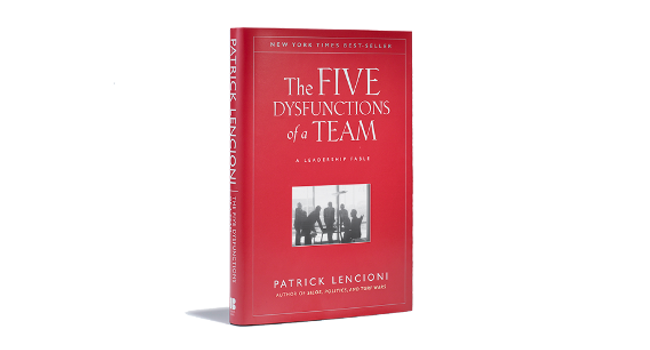 NEW YORK TIMES BEST-SELLER
The FIVE
DYSFUNCTIONS
of a TEAM
A LEADERSHIP FABLE
PATRICK LENCIONI
AUTHOR OF SILOS, POLITICS, AND TURF WARS
PATRICK LENCIONI | THE FIVE DYSFUNCTIONS